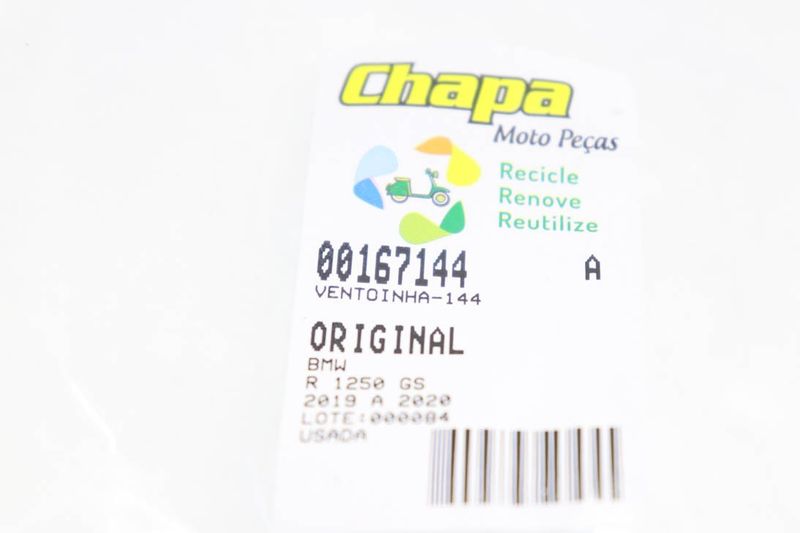 Chapa
Moto Peças
Recicle
Renove
Reutilize
00167144 A
VENTOINHA-144
ORIGINAL
BMW
R 1250 GS
2019 A 2020
LOTE:000084
USADA